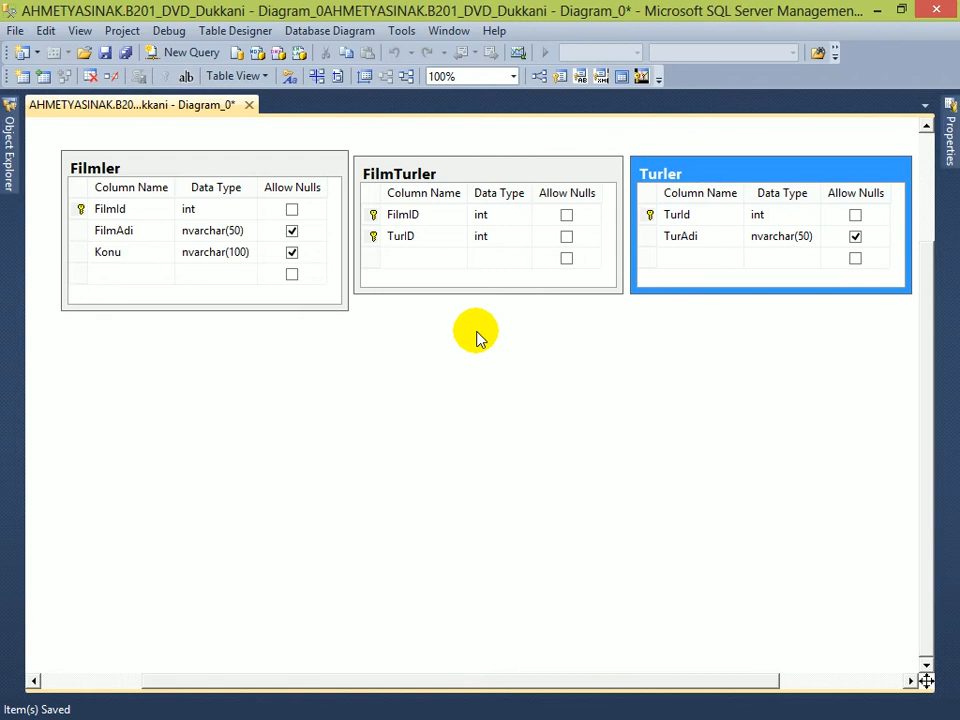 AHMETYASINAK.B201_DVD_Dukkani - Diagram_0AHMETYASINAK.B201_DVD_Dukkani - Diagram_0* - Microsoft SQL Server Managemen...
File Edit View Project Debug Table Designer Database Diagram Tools Window Help
New Query
Table View 100%
AHMETYASINAK.B20...kkani - Diagram_0*
Object Explorer
Properties
Filmler
Column Name Data Type Allow Nulls
FilmId int
FilmAdi nvarchar(50)
Konu nvarchar(100)
FilmTurler
Column Name Data Type Allow Nulls
FilmID int
TurID int
Turler
Column Name Data Type Allow Nulls
TurId int
TurAdi nvarchar(50)
Item(s) Saved